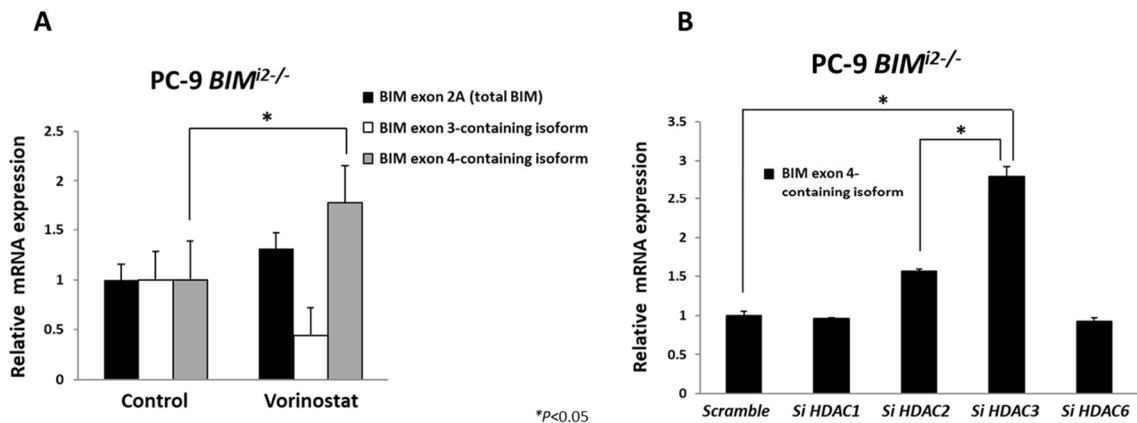 A
PC-9 BIMi2-/-
*
BIM exon 2A (total BIM)
BIM exon 3-containing isoform
BIM exon 4-containing isoform
Relative mRNA expression
2.5
2
1.5
1
0.5
0
Control
Vorinostat
*P<0.05
B
PC-9 BIMi2-/-
*
*
BIM exon 4-
containing isoform
Relative mRNA expression
3.5
3
2.5
2
1.5
1
0.5
0
Scramble
Si HDAC1
Si HDAC2
Si HDAC3
Si HDAC6